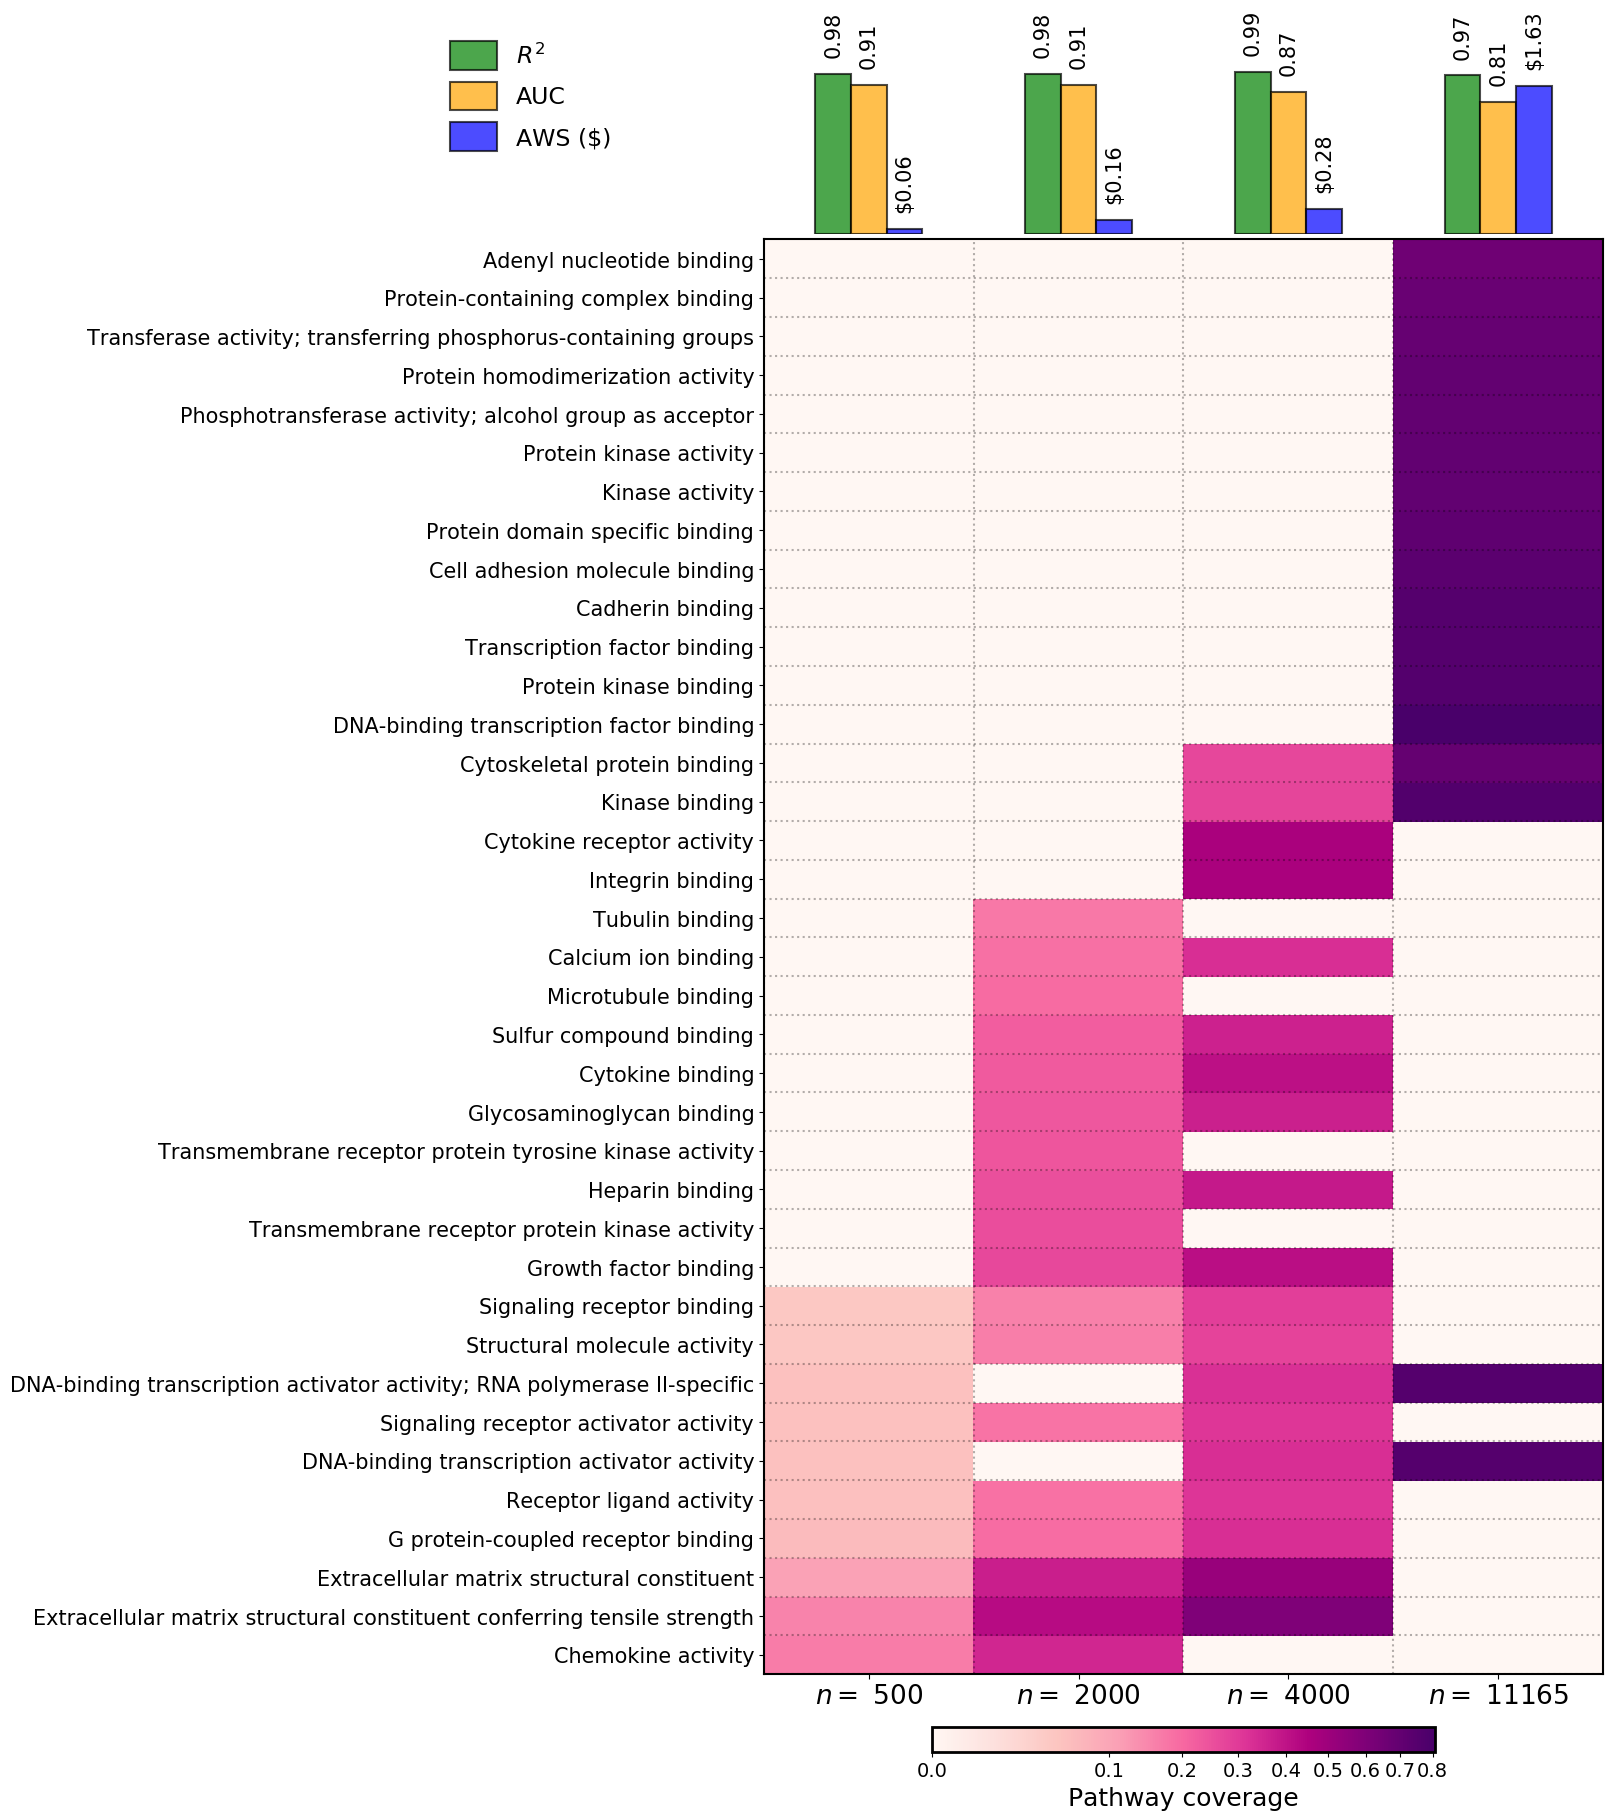 R²
AUC
AWS ($)
0.98
0.91
$0.06
0.98
0.91
$0.16
0.99
0.87
$0.28
0.97
0.81
$1.63
Adenyl nucleotide binding
Protein-containing complex binding
Transferase activity; transferring phosphorus-containing groups
Protein homodimerization activity
Phosphotransferase activity; alcohol group as acceptor
Protein kinase activity
Kinase activity
Protein domain specific binding
Cell adhesion molecule binding
Cadherin binding
Transcription factor binding
Protein kinase binding
DNA-binding transcription factor binding
Cytoskeletal protein binding
Kinase binding
Cytokine receptor activity
Integrin binding
Tubulin binding
Calcium ion binding
Microtubule binding
Sulfur compound binding
Cytokine binding
Glycosaminoglycan binding
Transmembrane receptor protein tyrosine kinase activity
Heparin binding
Transmembrane receptor protein kinase activity
Growth factor binding
Signaling receptor binding
Structural molecule activity
DNA-binding transcription activator activity; RNA polymerase II-specific
Signaling receptor activator activity
DNA-binding transcription activator activity
Receptor ligand activity
G protein-coupled receptor binding
Extracellular matrix structural constituent
Extracellular matrix structural constituent conferring tensile strength
Chemokine activity
n = 500
n = 2000
n = 4000
n = 11165
0.0 0.1 0.2 0.3 0.4 0.5 0.6 0.7 0.8
Pathway coverage